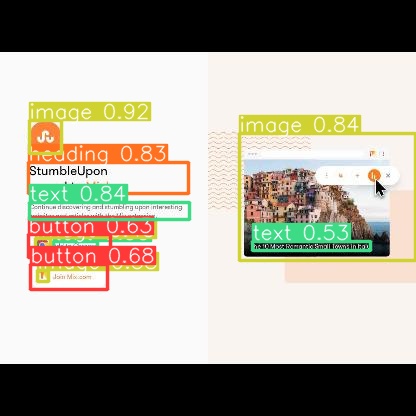 image 0.92
heading 0.83
StumbleUpon
text 0.84
Continue discovering and stumbling upon interesting
button 0.63
button 0.68
Join Mix.com
image 0.84
text 0.53
The 10 Most Romantic Small Towns in Italy